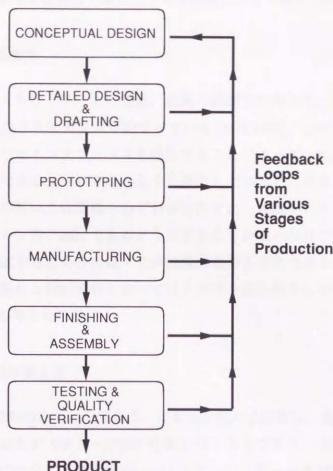 CONCEPTUAL DESIGN
DETAILED DESIGN
&
DRAFTING
PROTOTYPING
MANUFACTURING
FINISHING
&
ASSEMBLY
TESTING &
QUALITY
VERIFICATION
PRODUCT
Feedback
Loops
from
Various
Stages
of
Production